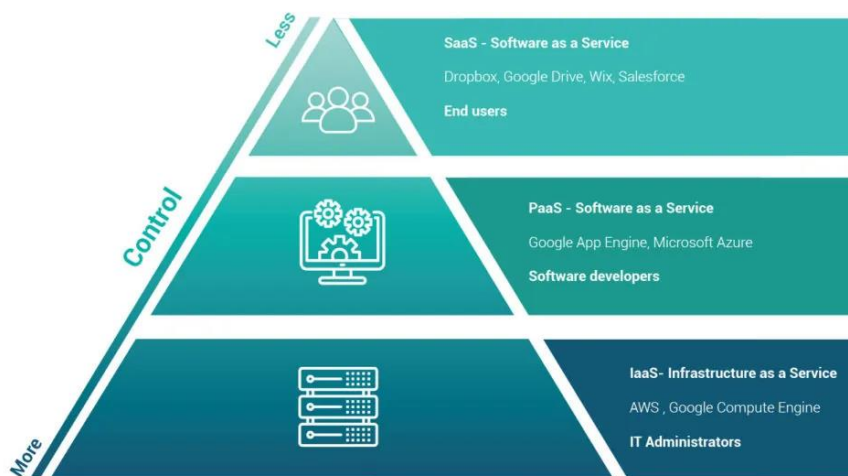 Less
SaaS - Software as a Service
Dropbox, Google Drive, Wix, Salesforce
End users
Control
PaaS - Software as a Service
Google App Engine, Microsoft Azure
Software developers
IaaS- Infrastructure as a Service
AWS , Google Compute Engine
IT Administrators
More